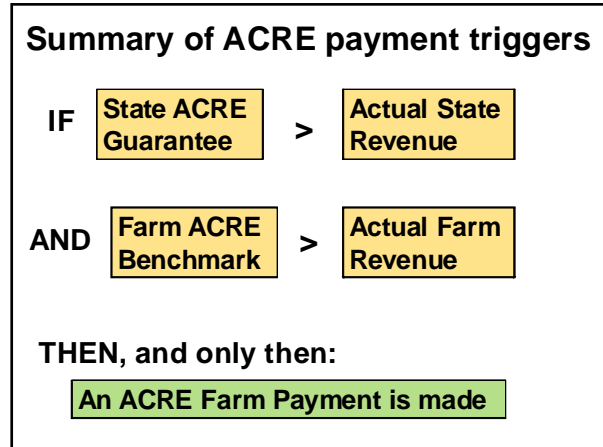 Summary of ACRE payment triggers
IF State ACRE Guarantee > Actual State Revenue
AND Farm ACRE Benchmark > Actual Farm Revenue
THEN, and only then:
An ACRE Farm Payment is made